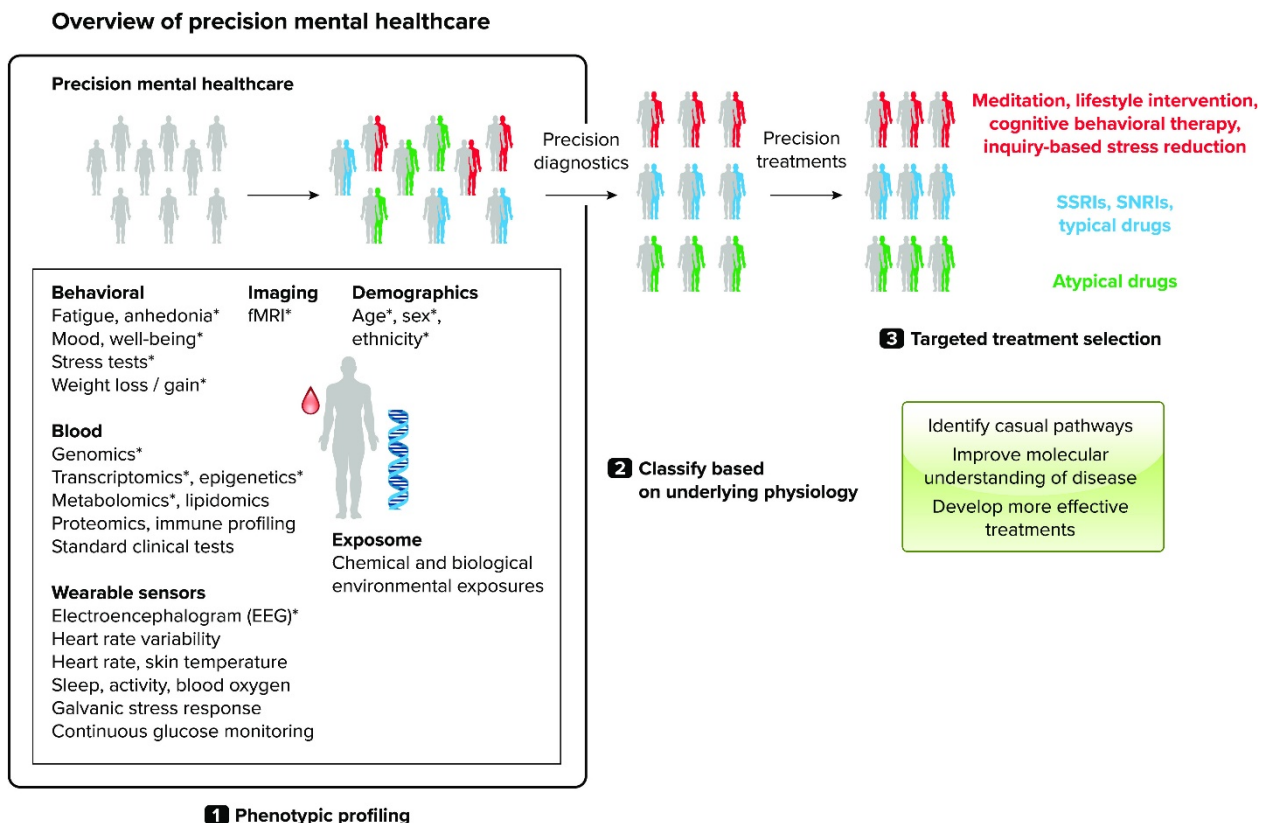 Overview of precision mental healthcare
Precision mental healthcare
Behavioral
Fatigue, anhedonia*
Mood, well-being*
Stress tests*
Weight loss / gain*
Imaging
fMRI*
Demographics
Age*, sex*,
ethnicity*
Blood
Genomics*
Transcriptomics*, epigenetics*
Metabolomics*, lipidomics
Proteomics, immune profiling
Standard clinical tests
Exposome
Chemical and biological
environmental exposures
Wearable sensors
Electroencephalogram (EEG)*
Heart rate variability
Heart rate, skin temperature
Sleep, activity, blood oxygen
Galvanic stress response
Continuous glucose monitoring
1 Phenotypic profiling
Precision
diagnostics
2 Classify based
on underlying physiology
Precision
treatments
Meditation, lifestyle intervention,
cognitive behavioral therapy,
inquiry-based stress reduction
SSRIs, SNRIs,
typical drugs
Atypical drugs
3 Targeted treatment selection
Identify casual pathways
Improve molecular
understanding of disease
Develop more effective
treatments